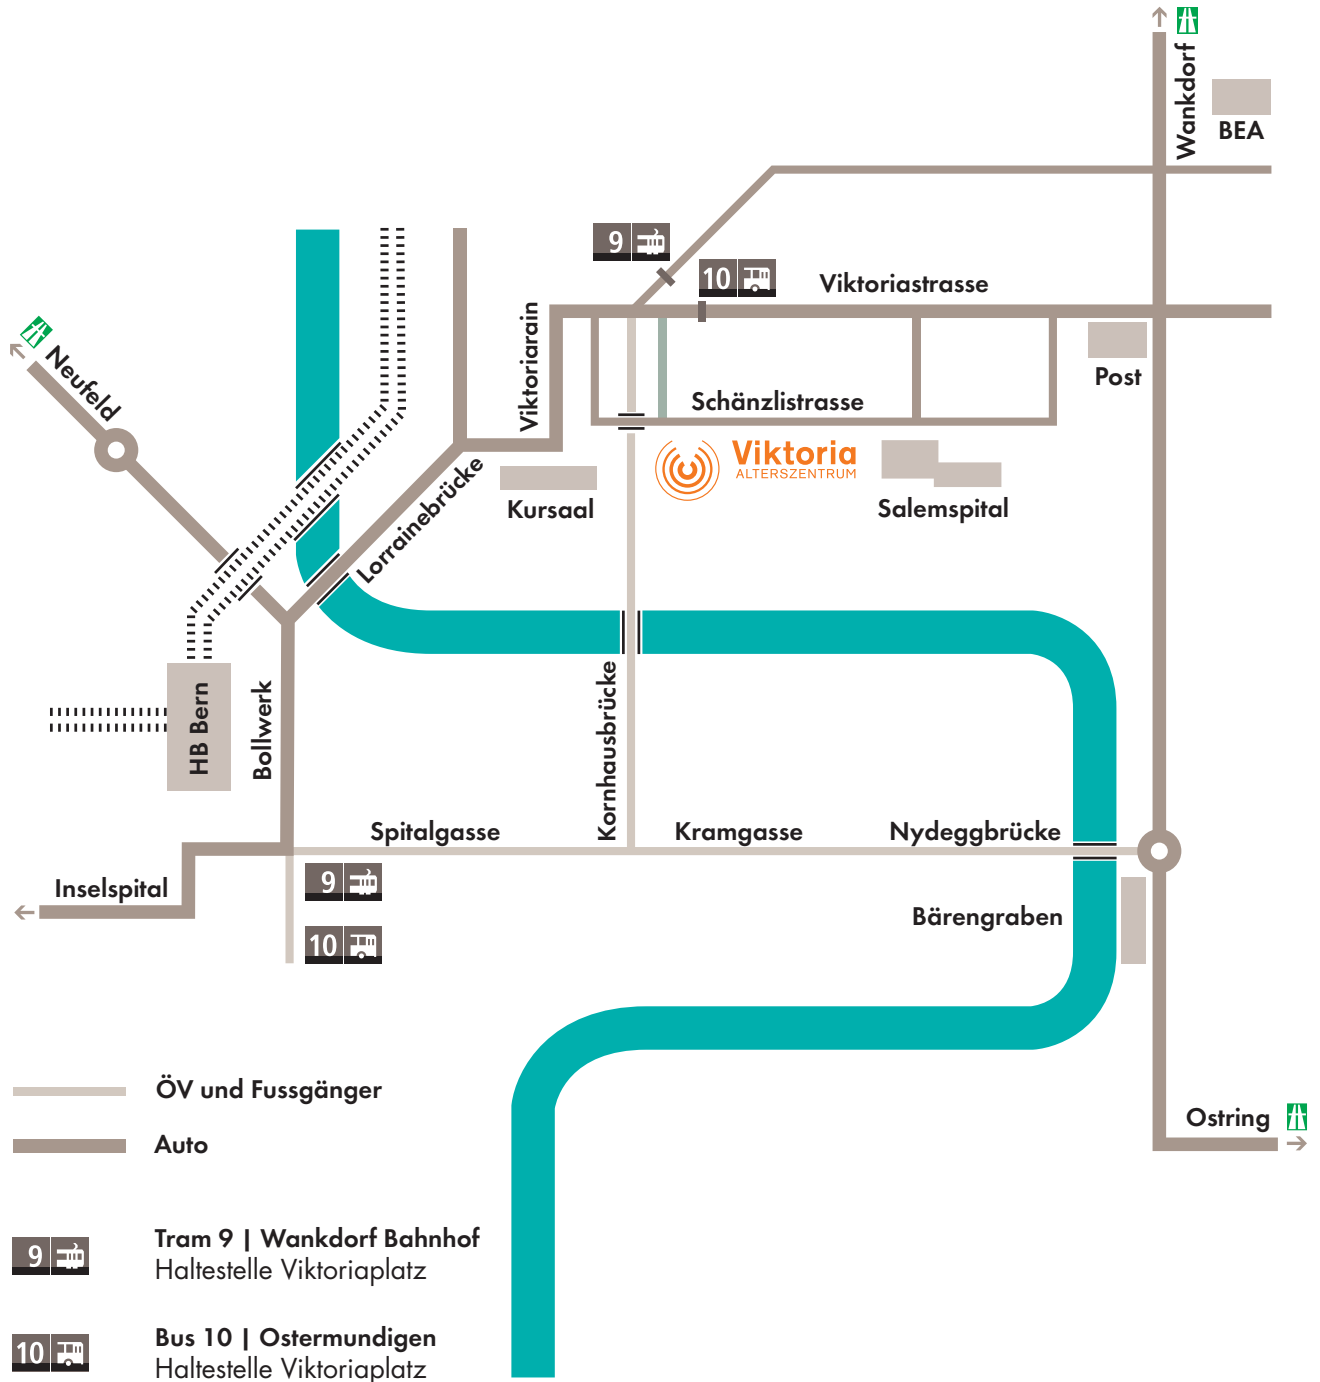 Wankdorf
BEA
9
10
Viktoriastrasse
Viktoriarain
Neufeld
Post
Schänzlistrasse
Viktoria
ALTERSZENTRUM
Lorrainebrücke
Kursaal
Salemspital
HB Bern
Bollwerk
Kornhausbrücke
Spitalgasse
Kramgasse
Nydeggbrücke
Inselspital
9
Bärengraben
10
ÖV und Fussgänger
Ostring
Auto
9
Tram 9 | Wankdorf Bahnhof
Haltestelle Viktoriaplatz
10
Bus 10 | Ostermundigen
Haltestelle Viktoriaplatz